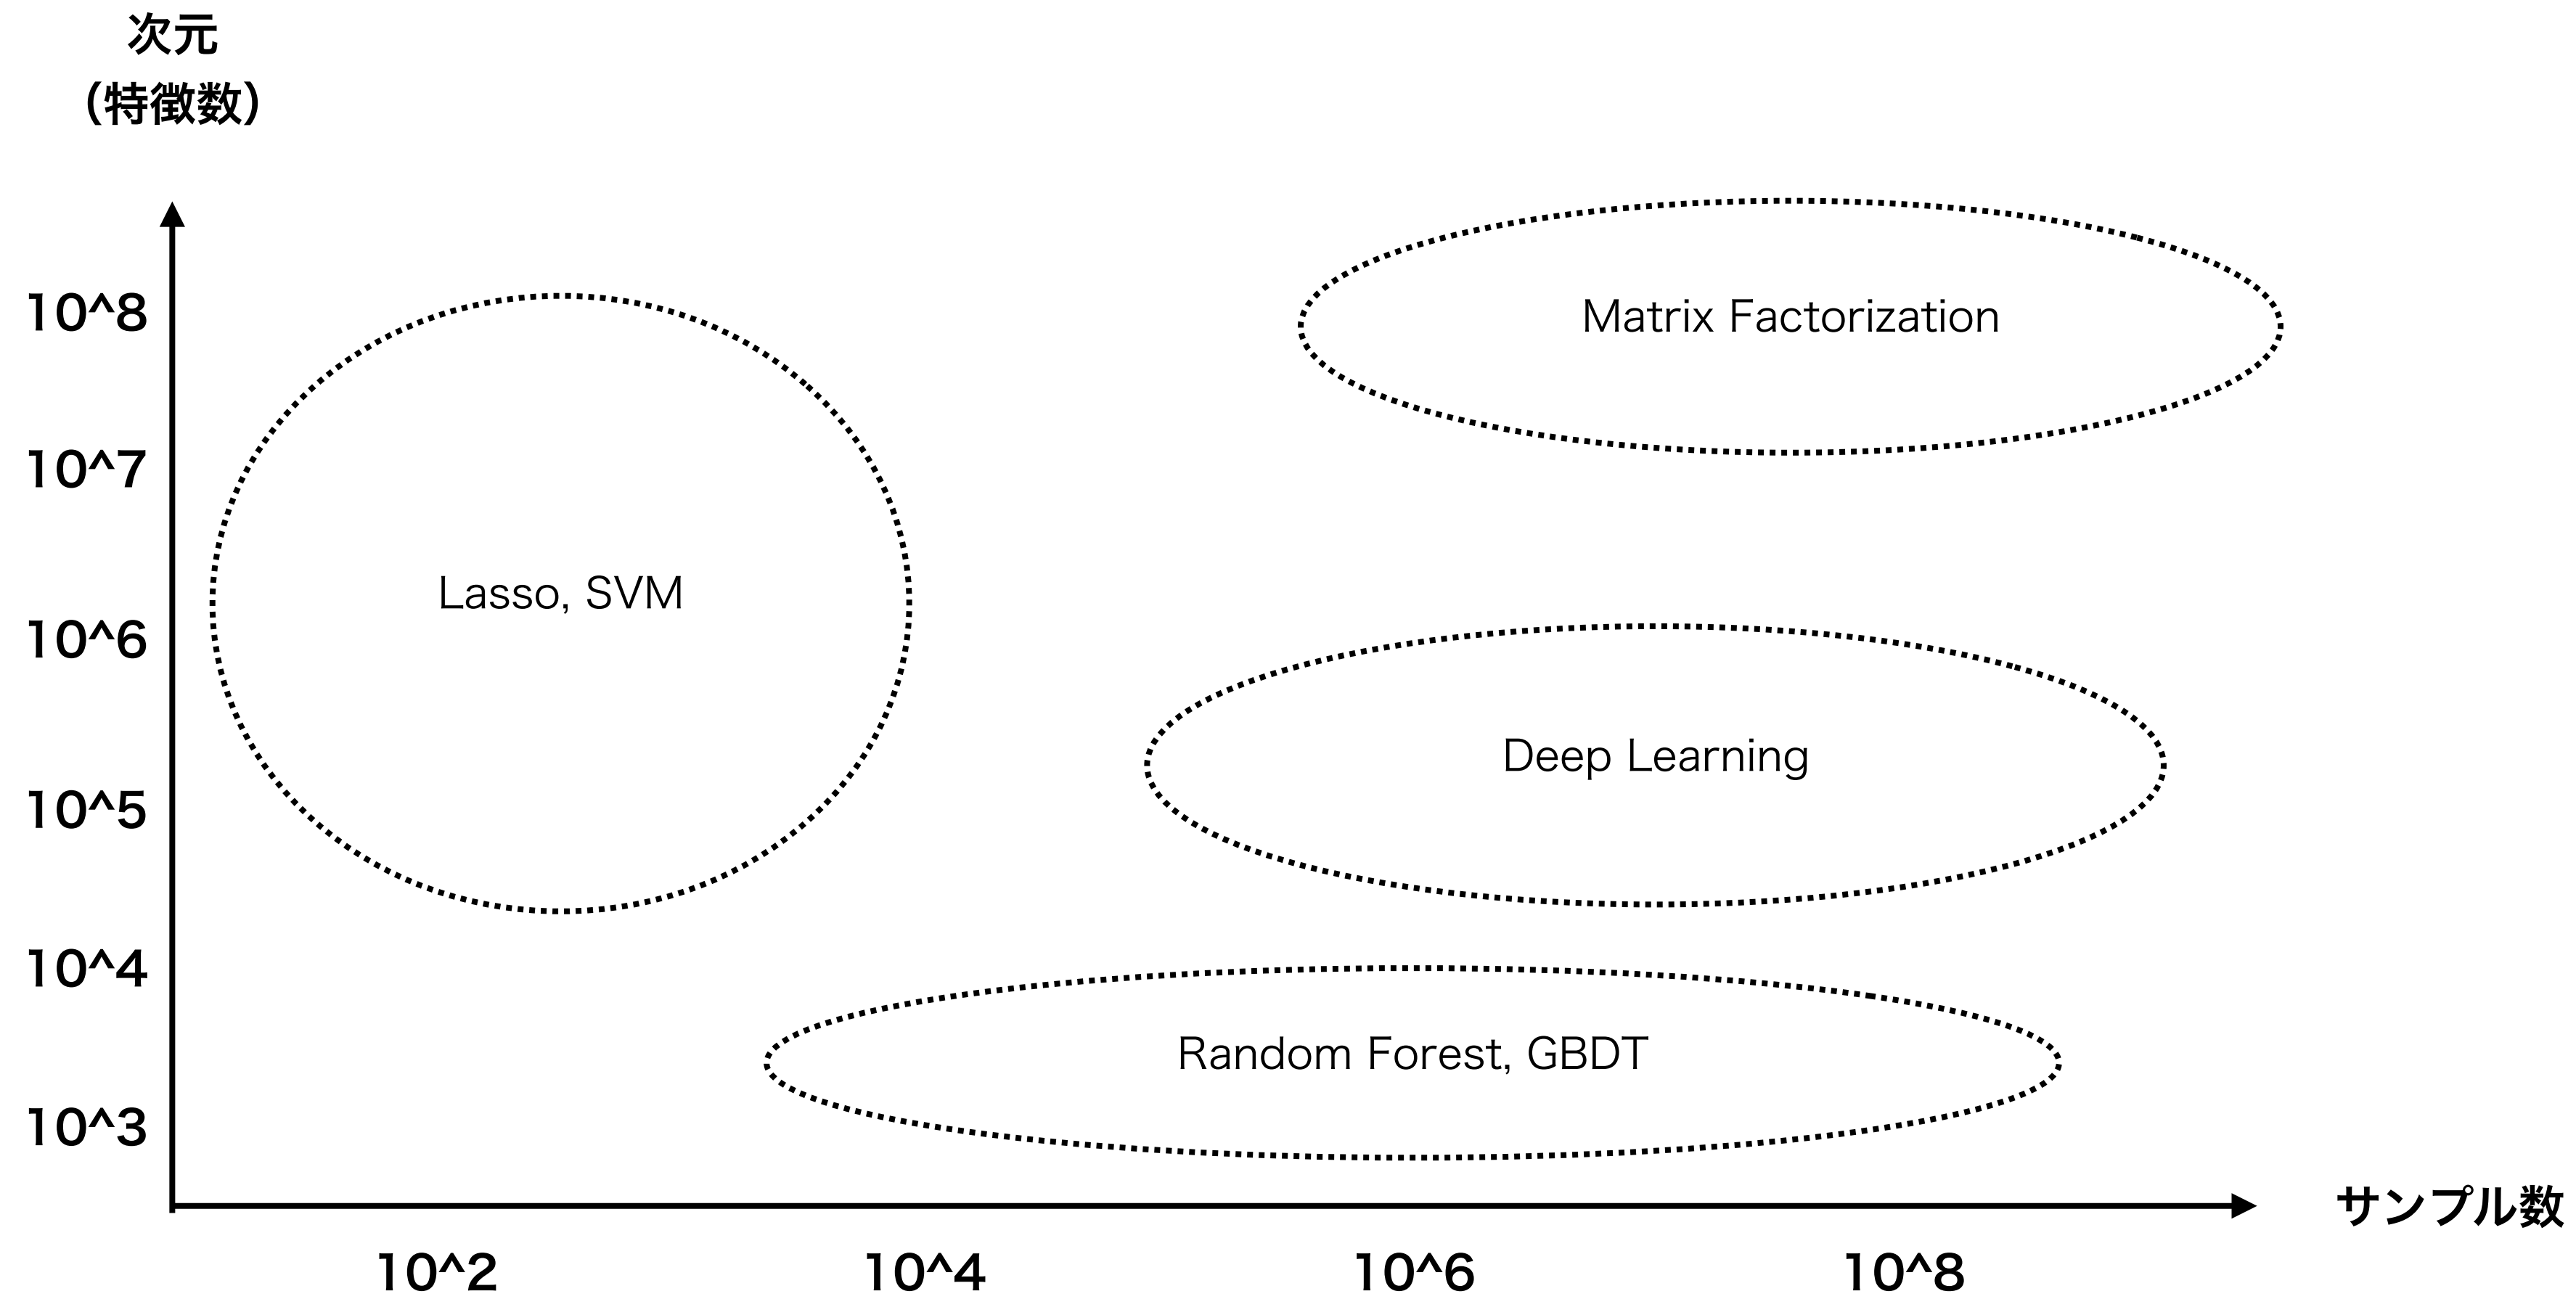 次元
（特徴数）
10^8
Matrix Factorization
10^7
Lasso, SVM
10^6
Deep Learning
10^5
10^4
Random Forest, GBDT
10^3
サンプル数
10^2
10^4
10^6
10^8